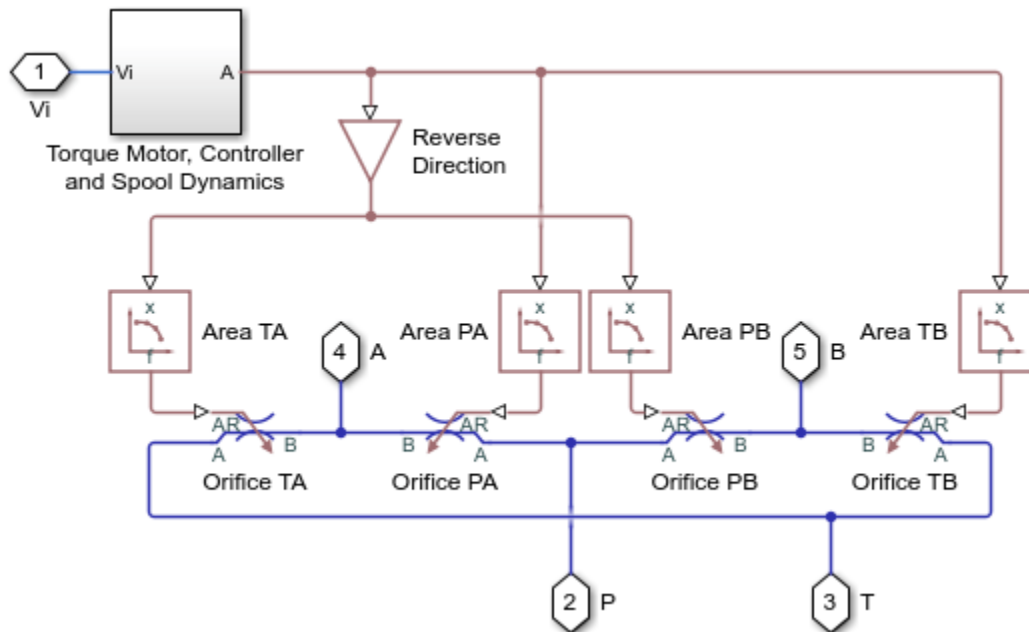 1
Vi
Vi
A
Torque Motor, Controller
and Spool Dynamics
Reverse
Direction
x
f
Area TA
4
A
Area PA
x
f
x
f
Area PB
5
B
Area TB
x
f
AR
A
B
Orifice TA
B
AR
A
Orifice PA
AR
A
B
Orifice PB
B
AR
A
Orifice TB
2
P
3
T